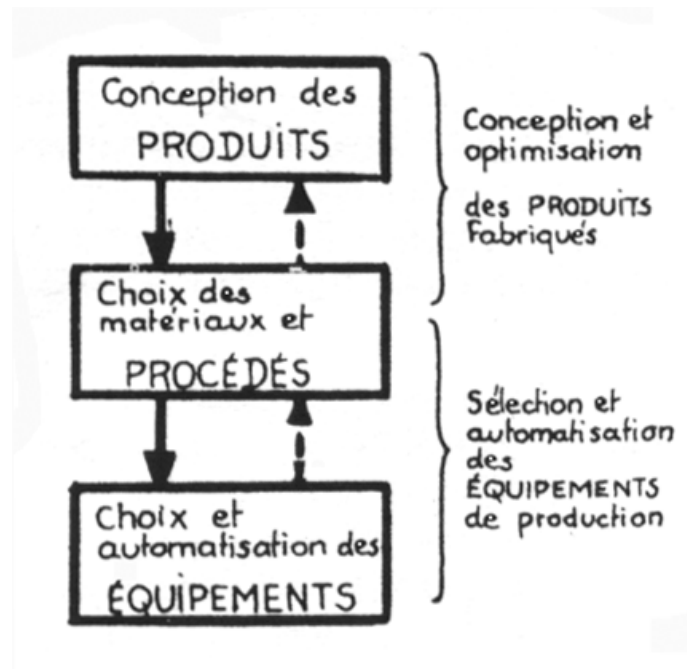 Conception des
PRODUITS
Conception et
optimisation
des PRODUITS
Fabriqués
Choix des
matériaux et
PROCÉDÉS
Sélection et
automatisation
des
ÉQUIPEMENTS
de production
Choix et
automatisation des
ÉQUIPEMENTS